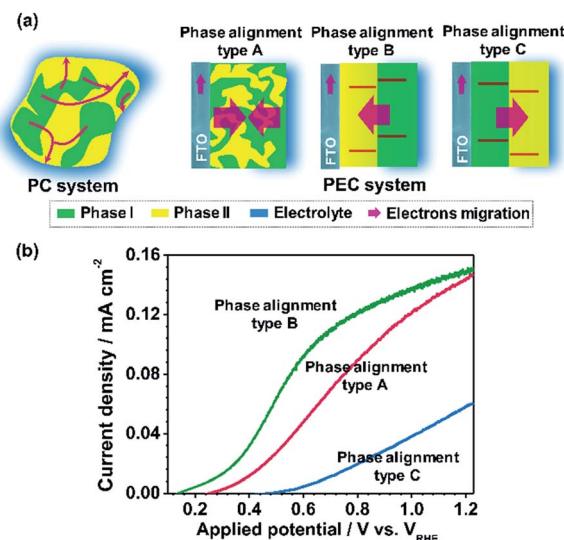 (a)
Phase alignment
type A
Phase alignment
type B
Phase alignment
type C
FTO
FTO
FTO
PC system
PEC system
Phase I
Phase II
Electrolyte
Electrons migration
(b)
0.16
0.12
0.08
0.04
0.00
Current density / mA cm⁻²
Phase alignment
type B
Phase alignment
type A
Phase alignment
type C
0.2 0.4 0.6 0.8 1.0 1.2
Applied potential / V vs. V_RHE